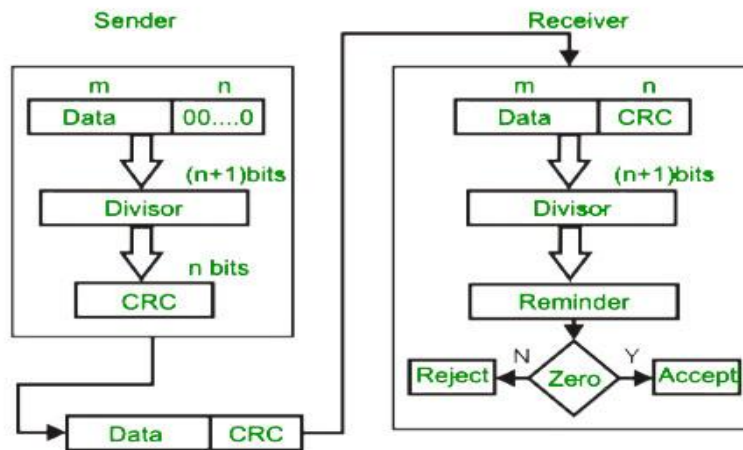 Sender
m n
Data 00....0
(n+1)bits
Divisor
n bits
CRC
Data CRC
Receiver
m n
Data CRC
(n+1)bits
Divisor
Reminder
N Y
Reject Zero Accept